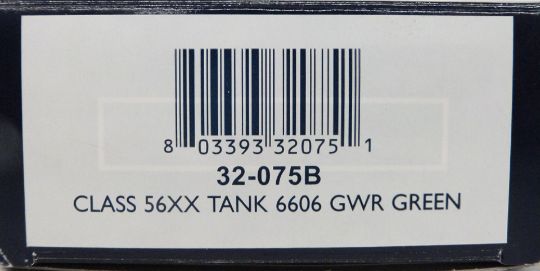 8 03393 32075 1
32-075B
CLASS 56XX TANK 6606 GWR GREEN